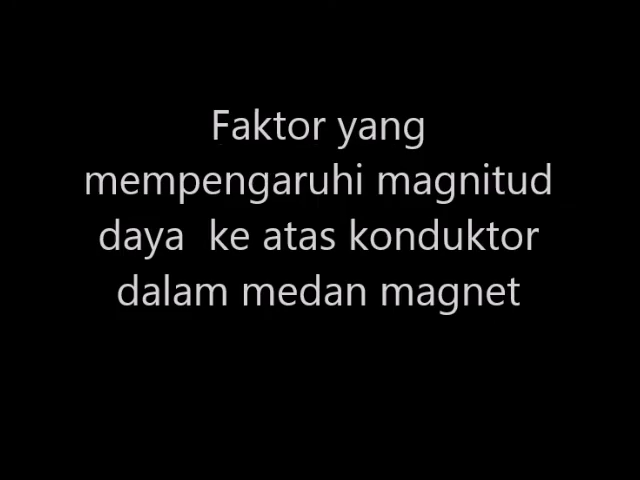 Faktor yang
mempengaruhi magnitud
daya  ke atas konduktor
dalam medan magnet